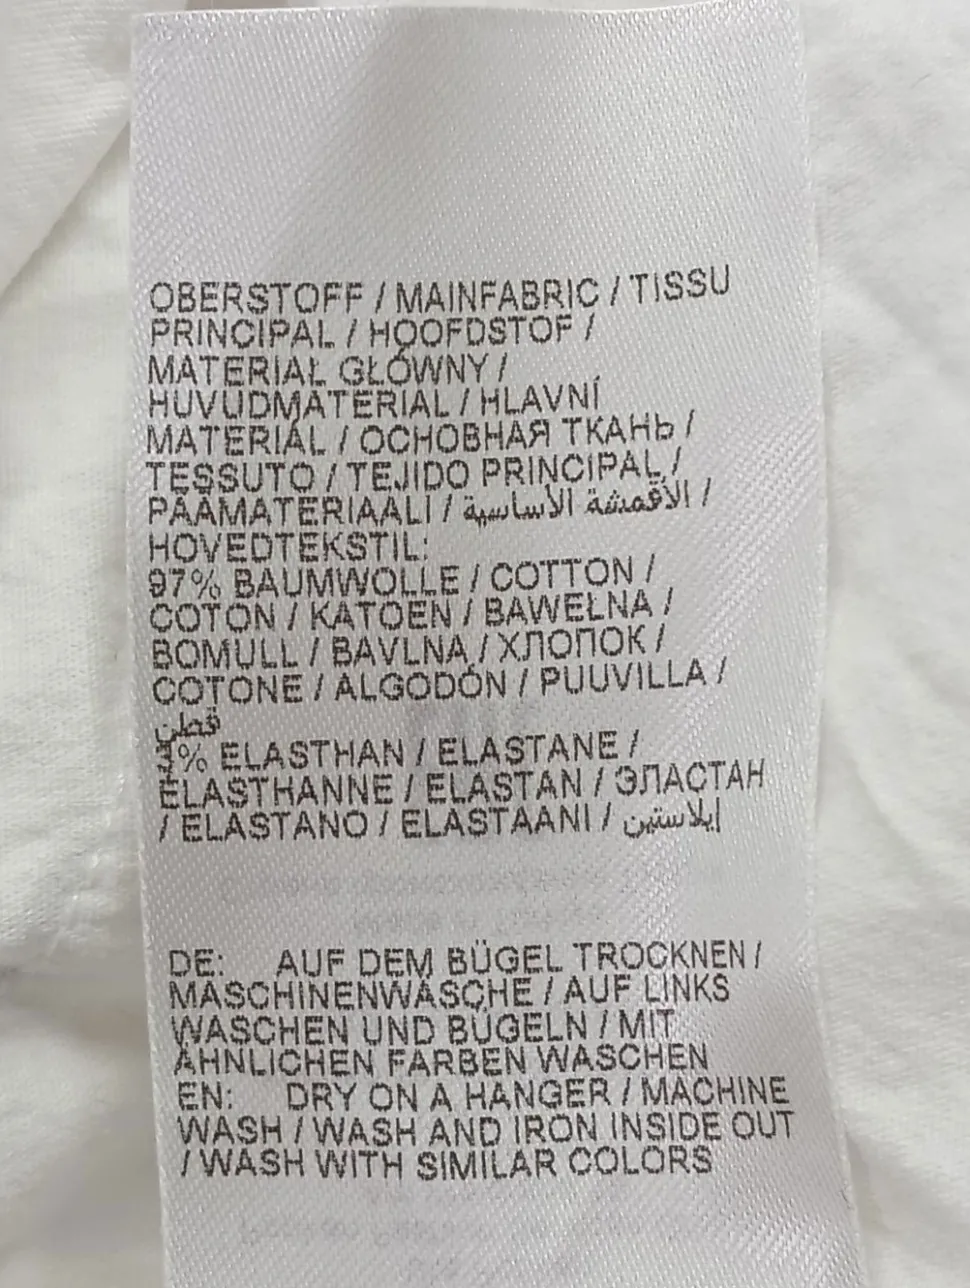 OBERSTOFF / MAINFABRIC / TISSU
PRINCIPAL / HOOFDSTOF /
MATERIAŁ GŁÓWNY /
HUVUDMATERIAL / HLAVNÍ
MATERIÁL / ОСНОВНАЯ ТКАНЬ /
TESSUTO / TEJIDO PRINCIPAL /
PÄÄMATERIAALI / الأقمشة الأساسية /
HOVEDTEKSTIL:
97% BAUMWOLLE / COTTON /
COTON / KATOEN / BAWEŁNA /
BOMULL / BAVLNA / ХЛОПОК /
COTONE / ALGODÓN / PUUVILLA /
قطن
3% ELASTHAN / ELASTANE /
ÉLASTHANNE / ELASTAN / ЭЛАСТАН
/ ELASTANO / ELASTAANI / إيلاستين
DE: AUF DEM BÜGEL TROCKNEN /
MASCHINENWÄSCHE / AUF LINKS
WASCHEN UND BÜGELN / MIT
ÄHNLICHEN FARBEN WASCHEN
EN: DRY ON A HANGER / MACHINE
WASH / WASH AND IRON INSIDE OUT
/ WASH WITH SIMILAR COLORS